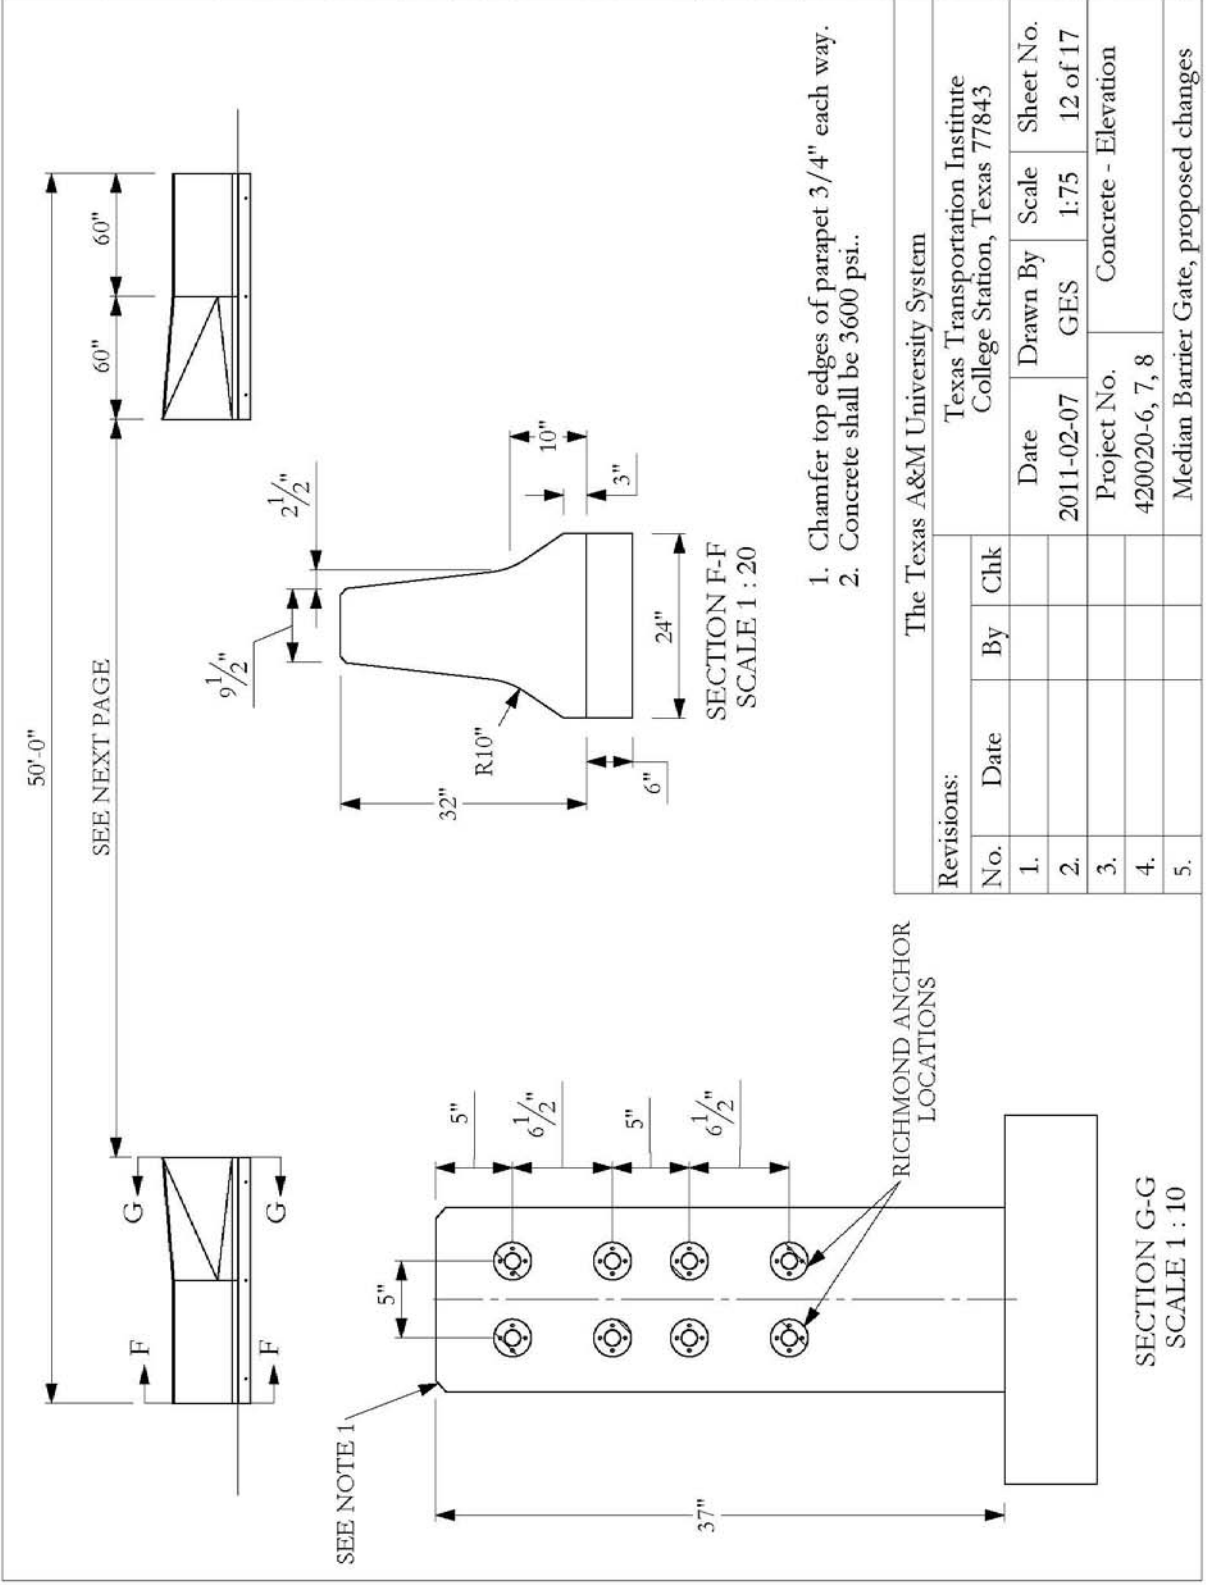 50'-0"
SEE NEXT PAGE
60"
60"
G
G
F
F
SEE NOTE 1
5"
5"
6 1/2"
5"
6 1/2"
37"
RICHMOND ANCHOR
LOCATIONS
SECTION G-G
SCALE 1 : 10
9 1/2"
2 1/2"
32"
R10"
10"
3"
6"
24"
SECTION F-F
SCALE 1 : 20
1. Chamfer top edges of parapet 3/4" each way.
2. Concrete shall be 3600 psi..
The Texas A&M University System
Revisions:
No. Date By Chk
1.
2.
3.
4.
5.
Texas Transportation Institute
College Station, Texas 77843
Date Drawn By Scale Sheet No.
2011-02-07 GES 1:75 12 of 17
Project No. Concrete - Elevation
420020-6, 7, 8
Median Barrier Gate, proposed changes